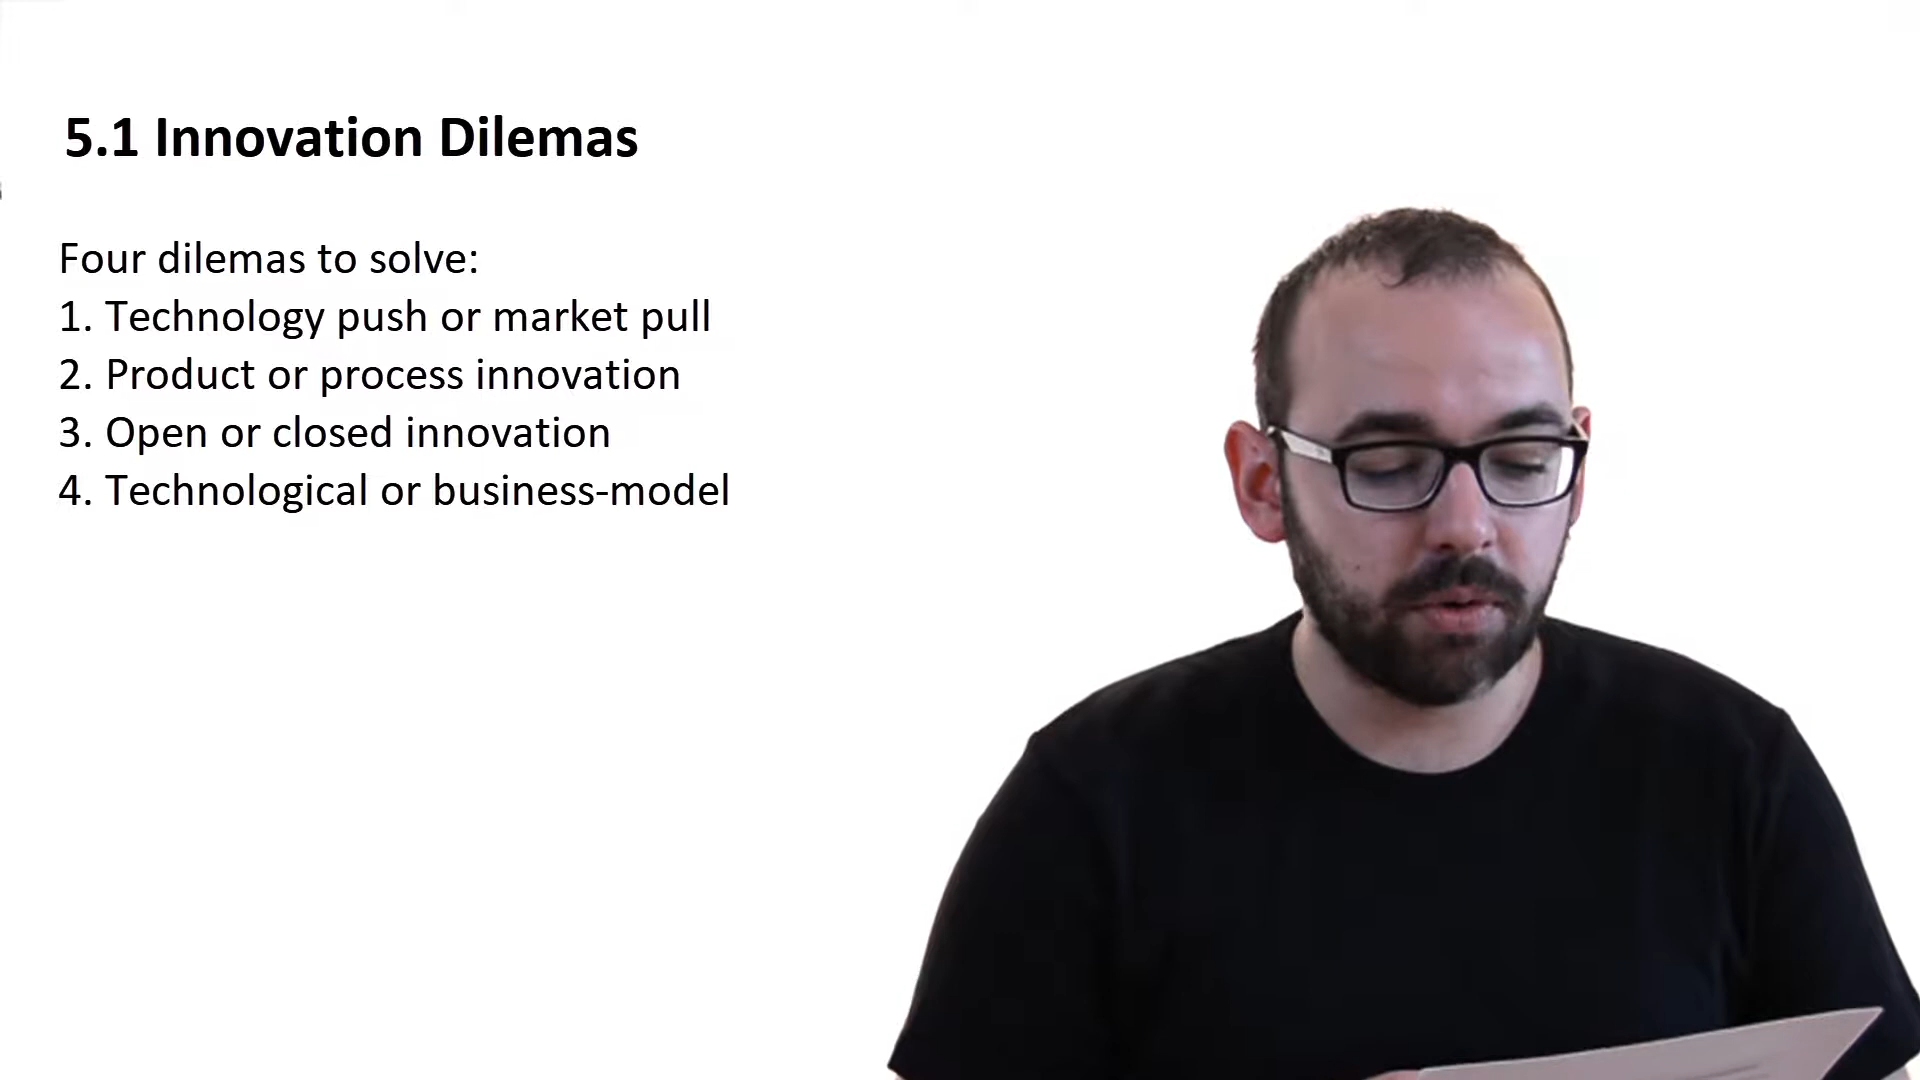 5.1 Innovation Dilemas
Four dilemas to solve:
1. Technology push or market pull
2. Product or process innovation
3. Open or closed innovation
4. Technological or business-model